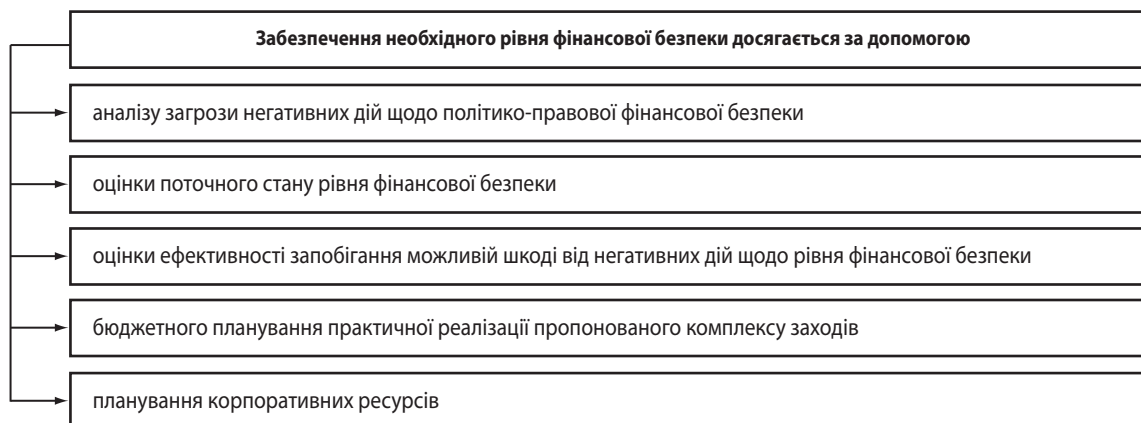 Забезпечення необхідного рівня фінансової безпеки досягається за допомогою
аналізу загрози негативних дій щодо політико-правової фінансової безпеки
оцінки поточного стану рівня фінансової безпеки
оцінки ефективності запобігання можливій шкоді від негативних дій щодо рівня фінансової безпеки
бюджетного планування практичної реалізації пропонованого комплексу заходів
планування корпоративних ресурсів